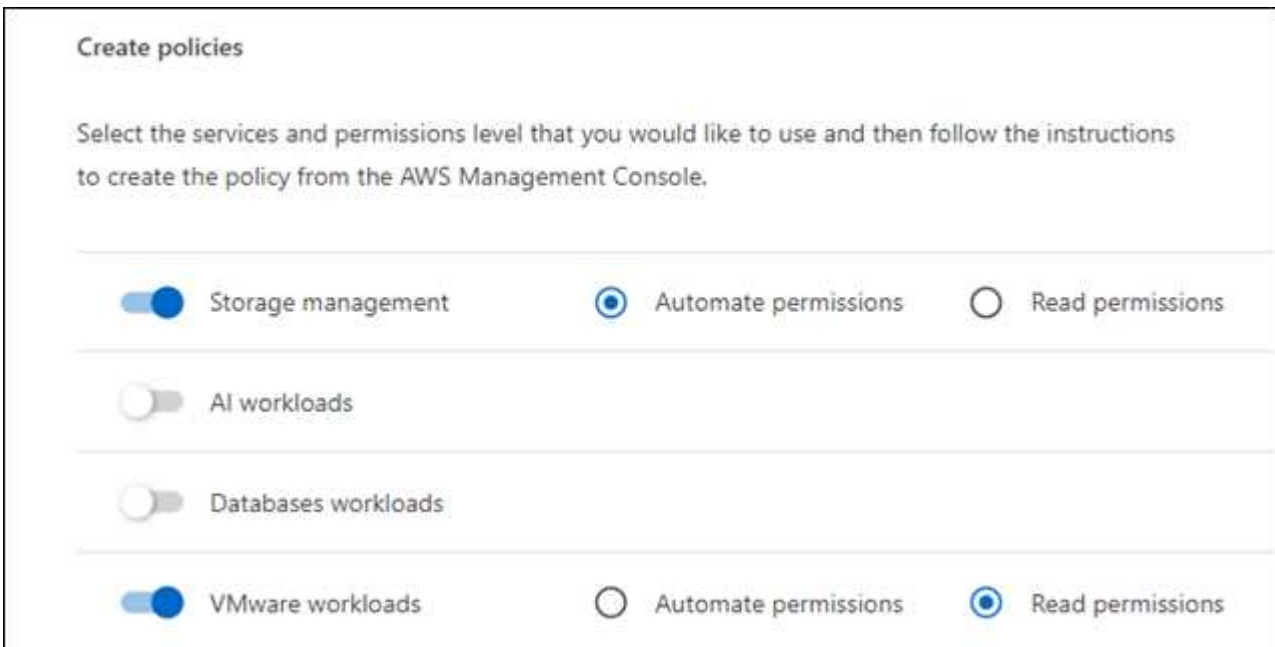 Create policies
Select the services and permissions level that you would like to use and then follow the instructions
to create the policy from the AWS Management Console.
Storage management Automate permissions Read permissions
AI workloads
Databases workloads
VMware workloads Automate permissions Read permissions